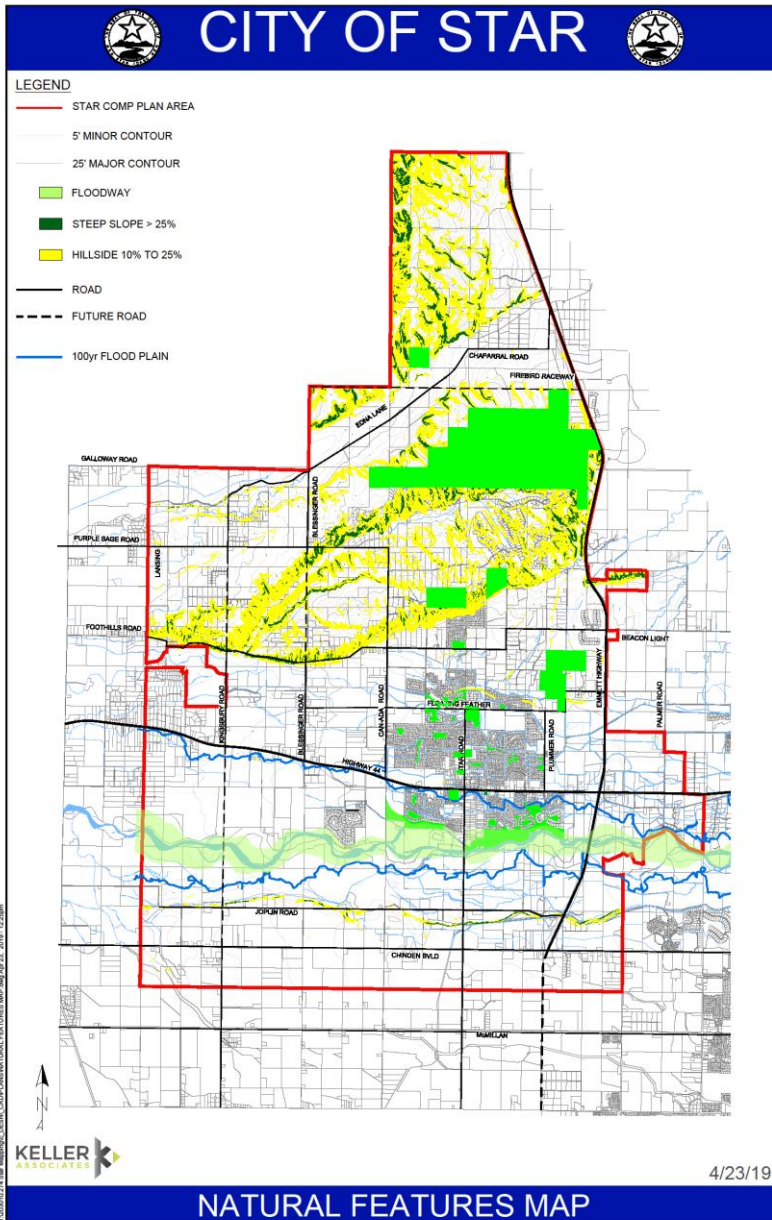 CITY OF STAR
LEGEND
STAR COMP PLAN AREA
5' MINOR CONTOUR
25' MAJOR CONTOUR
FLOODWAY
STEEP SLOPE > 25%
HILLSIDE 10% TO 25%
ROAD
FUTURE ROAD
100yr FLOOD PLAIN
CHAPARRAL ROAD
FIREBIRD RACEWAY
EDNA LANE
GALLOWAY ROAD
BLESSINGER ROAD
PURPLE SAGE ROAD
LANSING
FOOTHILLS ROAD
BEACON LIGHT
EMMETT HIGHWAY
PALMER ROAD
KINGSBURY ROAD
BLESSINGER ROAD
CANADA ROAD
FLOATING FEATHER
STAR ROAD
PLUMMER ROAD
HIGHWAY 44
JOPLIN ROAD
CHINDEN BVLD
McMILLAN
N
KELLER
ASSOCIATES
4/23/19
NATURAL FEATURES MAP